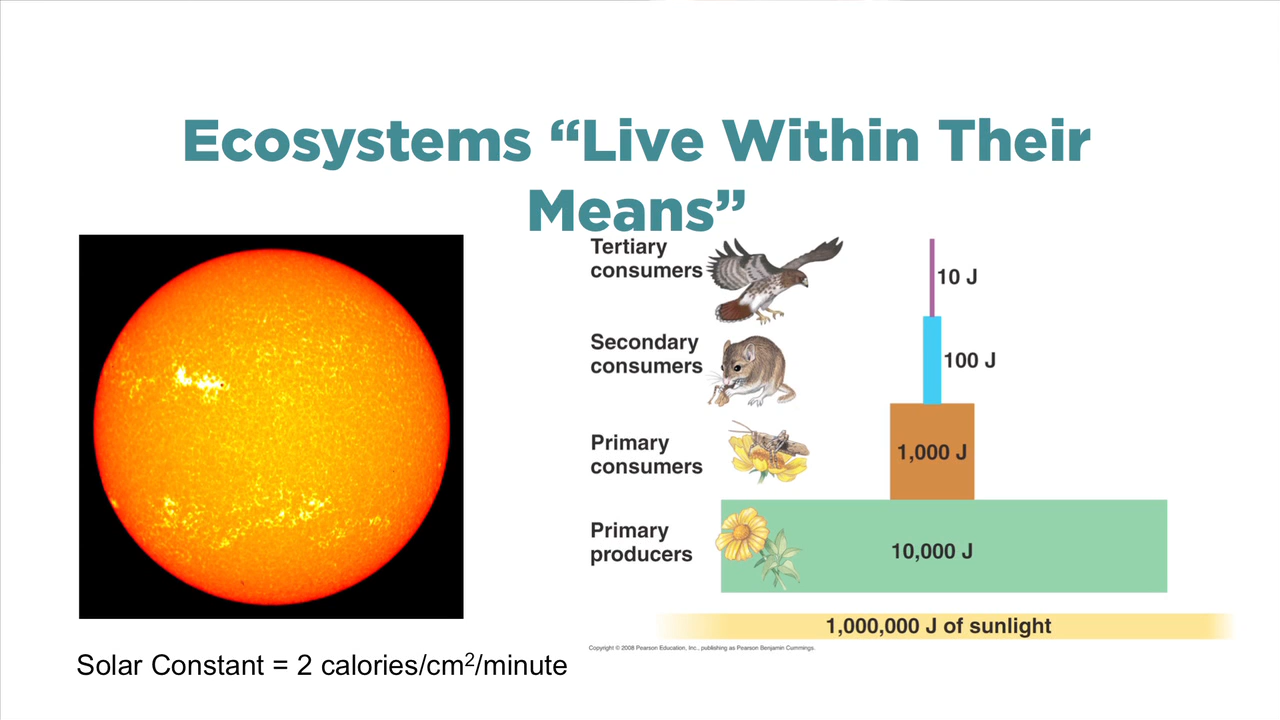 Ecosystems “Live Within Their
Means”
Tertiary
consumers
10 J
Secondary
consumers
100 J
Primary
consumers
1,000 J
Primary
producers
10,000 J
1,000,000 J of sunlight
Copyright © 2008 Pearson Education, Inc., publishing as Pearson Benjamin Cummings.
Solar Constant = 2 calories/cm²/minute